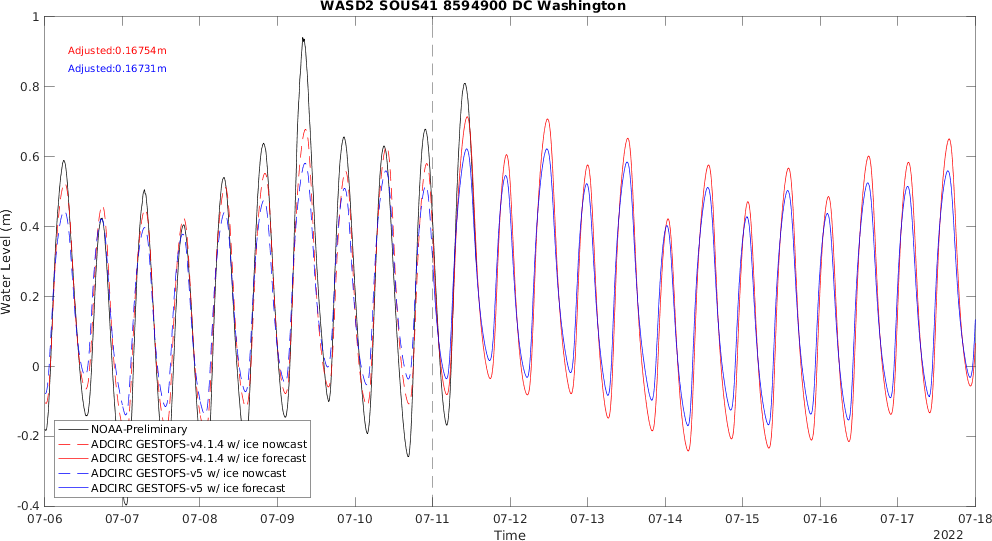 WASD2 SOUS41 8594900 DC Washington
Adjusted:0.16754m
Adjusted:0.16731m
Water Level (m)
1
0.8
0.6
0.4
0.2
0
-0.2
-0.4
NOAA-Preliminary
ADCIRC GESTOFS-v4.1.4 w/ ice nowcast
ADCIRC GESTOFS-v4.1.4 w/ ice forecast
ADCIRC GESTOFS-v5 w/ ice nowcast
ADCIRC GESTOFS-v5 w/ ice forecast
07-06 07-07 07-08 07-09 07-10 07-11 07-12 07-13 07-14 07-15 07-16 07-17 07-18
Time
2022